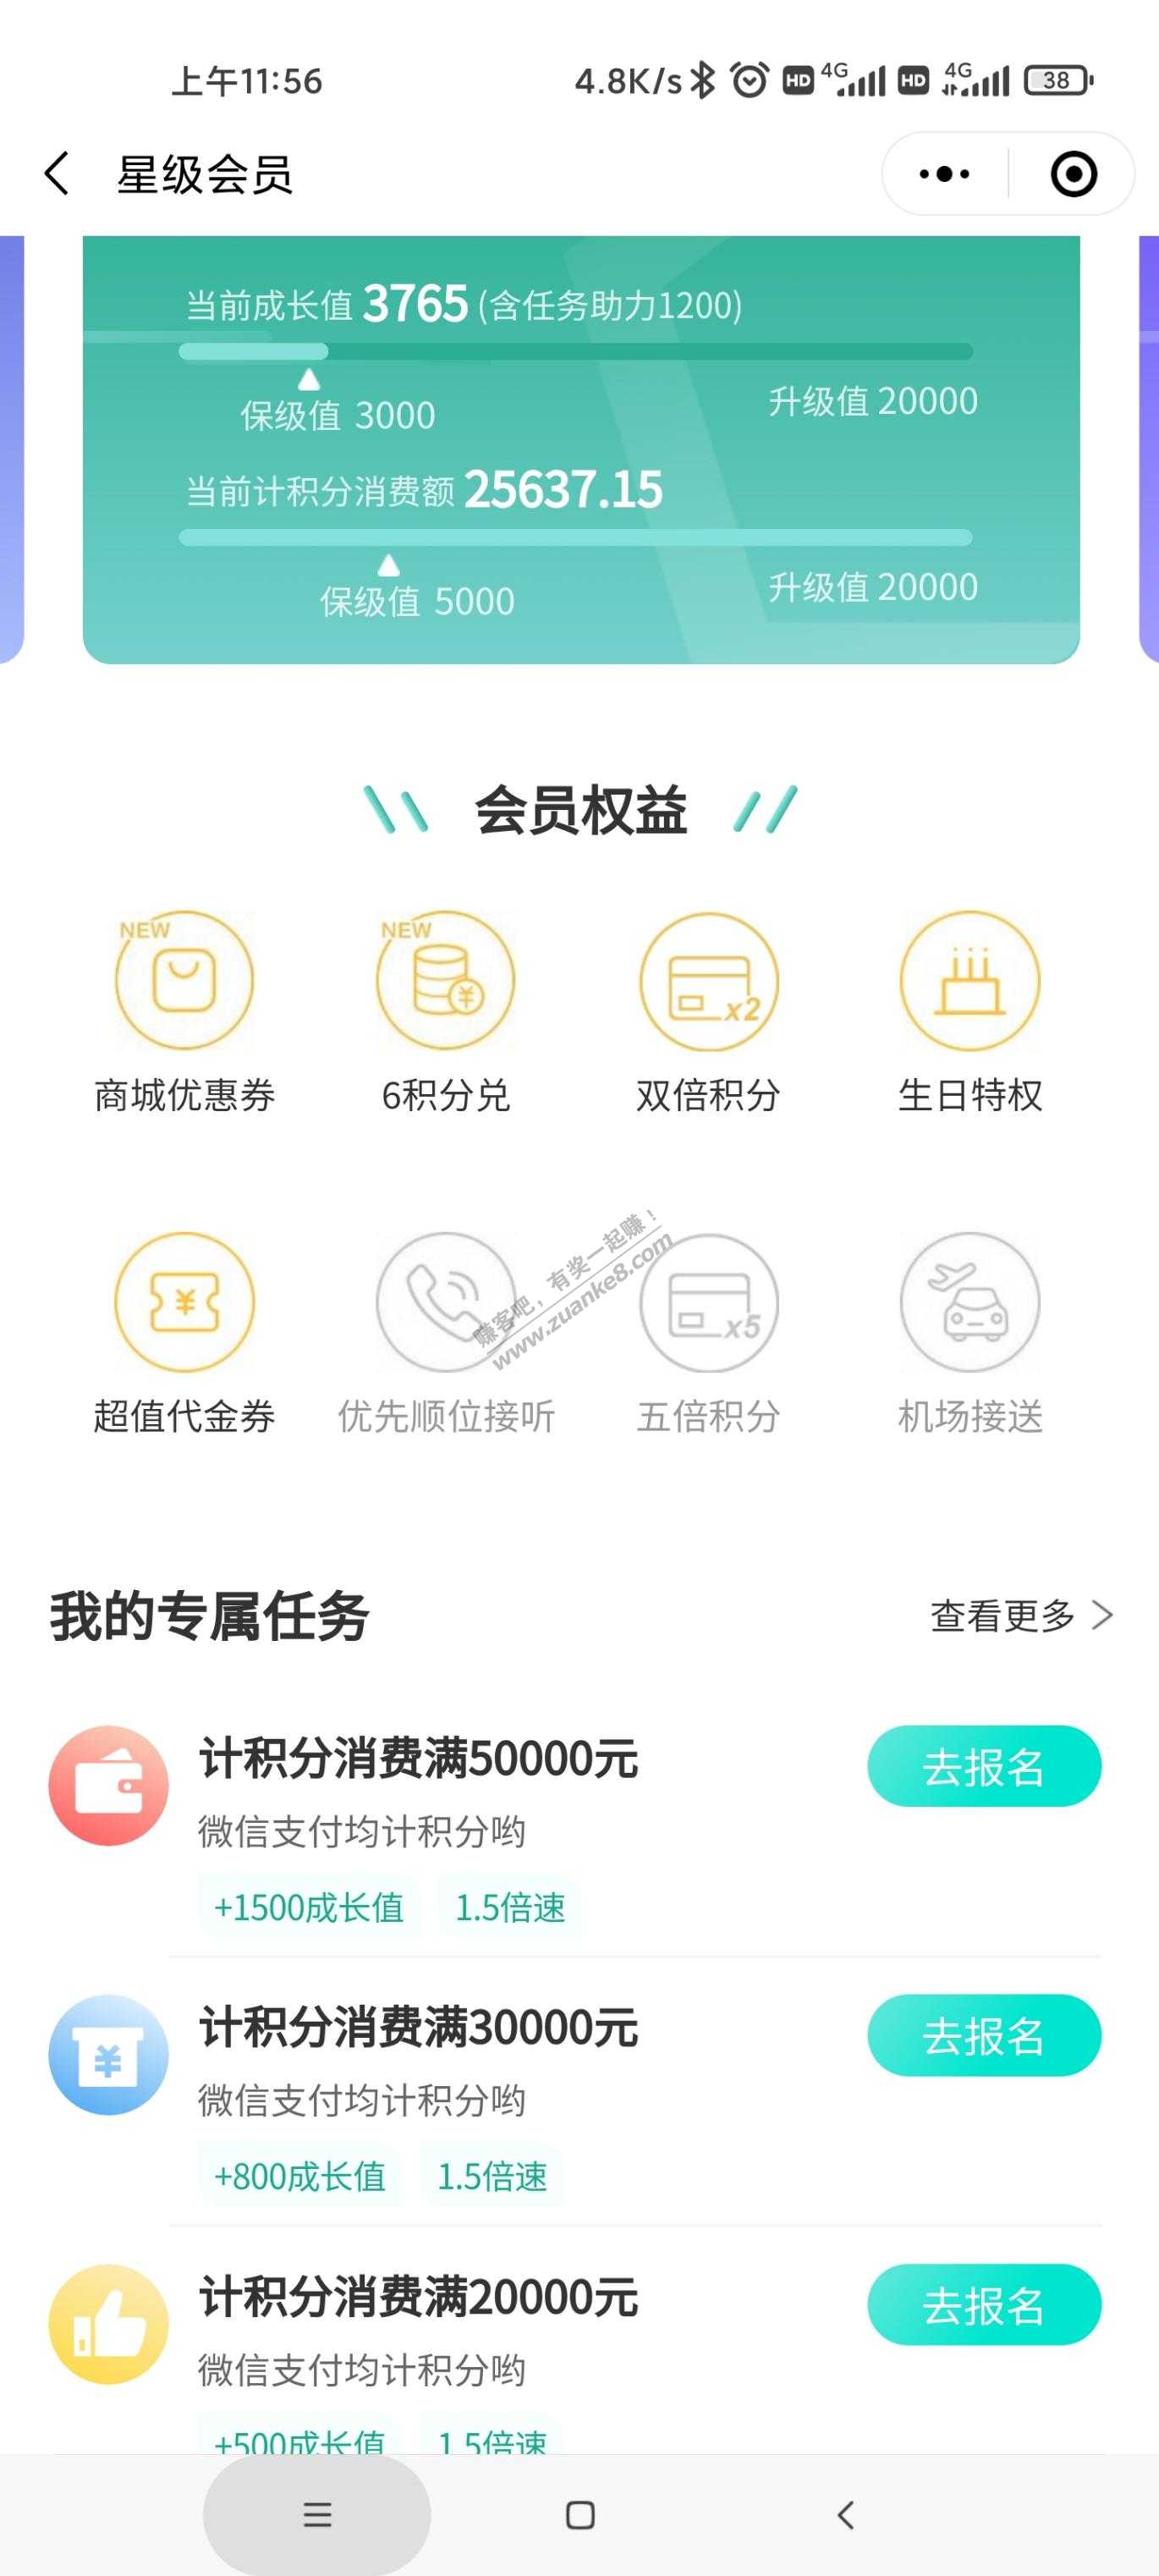 上午11:56 4.8K/s HD 4G HD 4G 38
星级会员
当前成长值 3765 (含任务助力1200)
保级值 3000 升级值 20000
当前计积分消费额 25637.15
保级值 5000 升级值 20000
会员权益
NEW NEW x2
商城优惠券 6积分兑 双倍积分 生日特权
¥ x5
超值代金券 优先顺位接听 五倍积分 机场接送
赚客吧，有奖一起赚！
www.zuanke8.com
我的专属任务 查看更多
计积分消费满50000元 去报名
微信支付均计积分哟
+1500成长值 1.5倍速
计积分消费满30000元 去报名
微信支付均计积分哟
+800成长值 1.5倍速
计积分消费满20000元 去报名
微信支付均计积分哟
+500成长值 1.5倍速